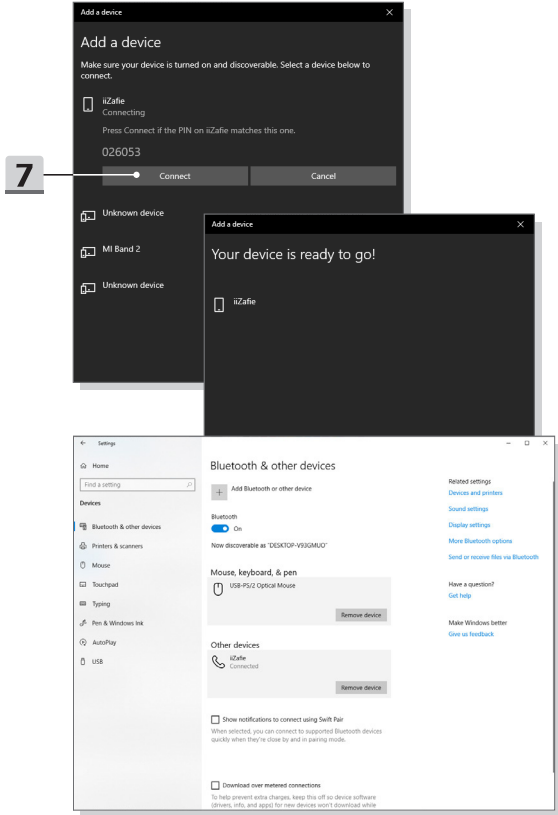 Add a device
Add a device
Make sure your device is turned on and discoverable. Select a device below to
connect.
iiZafie
Connecting
Press Connect if the PIN on iiZafie matches this one.
026053
Connect
Cancel
7
Unknown device
MI Band 2
Unknown device
Add a device
Your device is ready to go!
iiZafie
Settings
Home
Find a setting
Devices
Bluetooth & other devices
Printers & scanners
Mouse
Touchpad
Typing
Pen & Windows Ink
AutoPlay
USB
Bluetooth & other devices
Add Bluetooth or other device
Bluetooth
On
Now discoverable as "DESKTOP-V93GMUO"
Mouse, keyboard, & pen
USB-PS/2 Optical Mouse
Remove device
Other devices
iiZafie
Connected
Remove device
Show notifications to connect using Swift Pair
When selected, you can connect to supported Bluetooth devices
quickly when they're close by and in pairing mode.
Download over metered connections
To help prevent extra charges, keep this off so device software
(drivers, info, and apps) for new devices won't download while
Related settings
Devices and printers
Sound settings
Display settings
More Bluetooth options
Send or receive files via Bluetooth
Have a question?
Get help
Make Windows better
Give us feedback